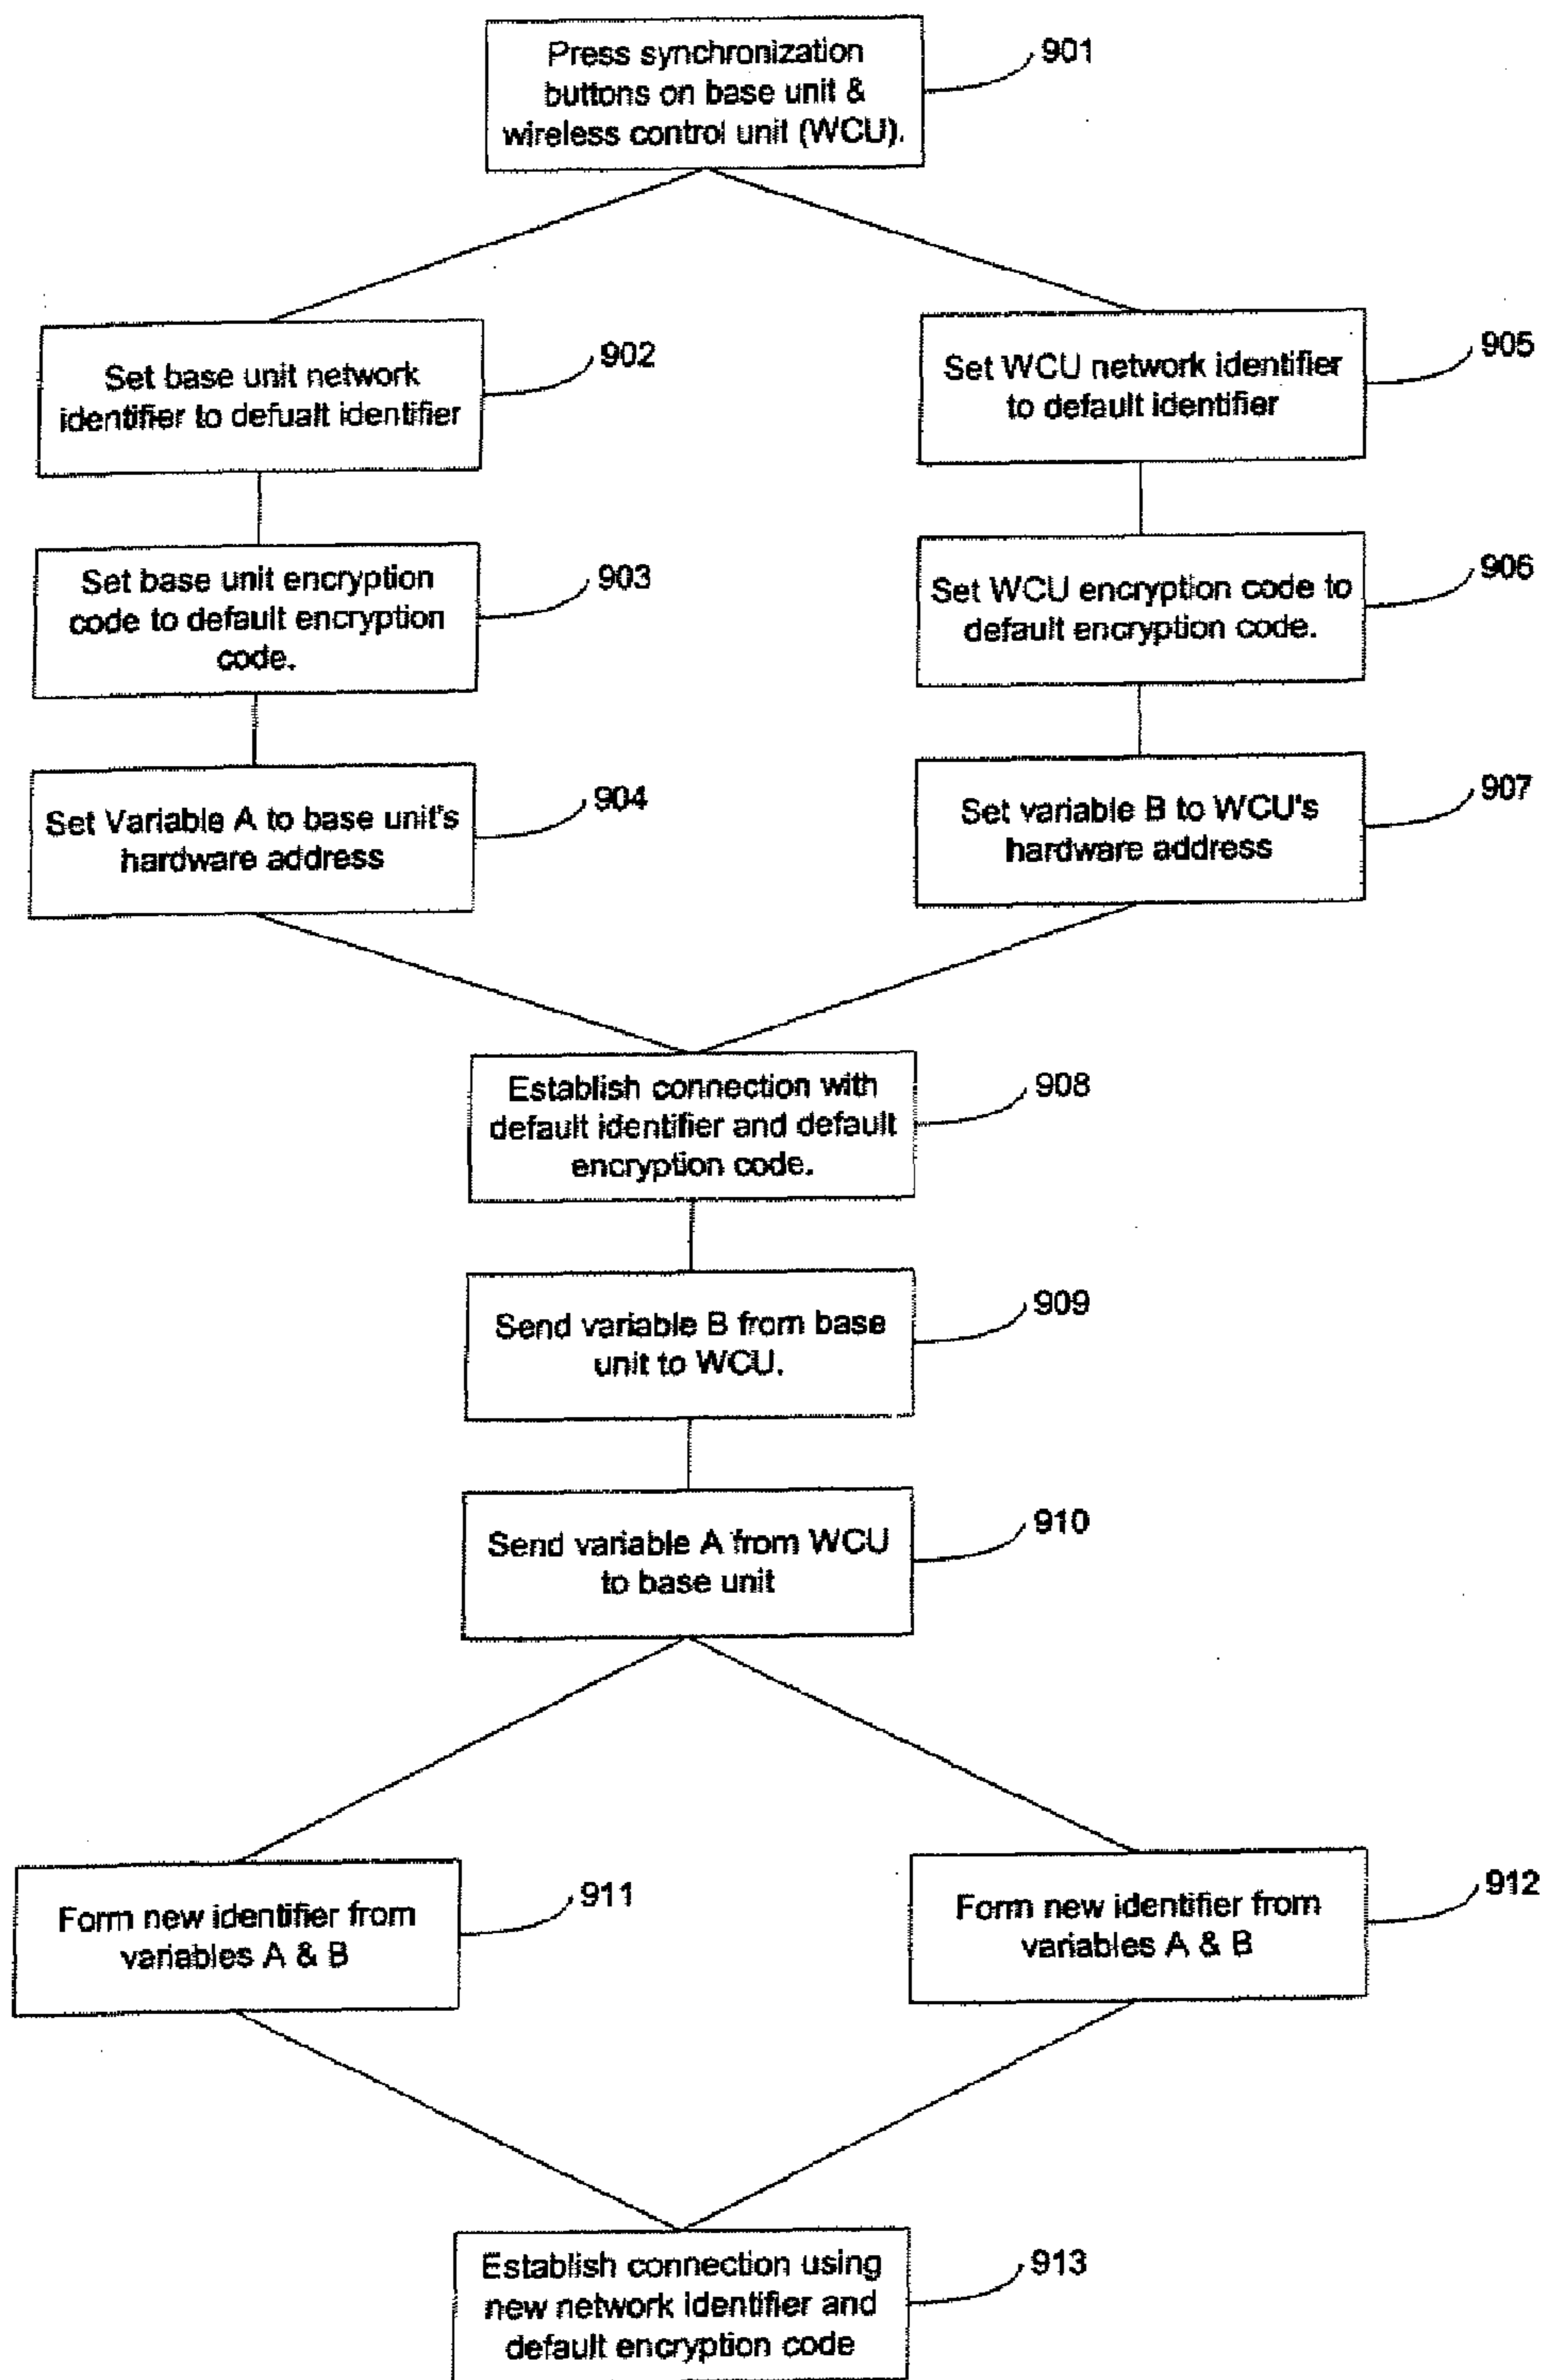 Press synchronization
buttons on base unit &
wireless control unit (WCU).
901
Set base unit network
identifier to defualt identifier
902
Set WCU network identifier
to default identifier
905
Set base unit encryption
code to default encryption
code.
903
Set WCU encryption code to
default encryption code.
906
Set Variable A to base unit's
hardware address
904
Set variable B to WCU's
hardware address
907
Establish connection with
default identifier and default
encryption code.
908
Send variable B from base
unit to WCU.
909
Send variable A from WCU
to base unit
910
Form new identifier from
variables A & B
911
Form new identifier from
variables A & B
912
Establish connection using
new network identifier and
default encryption code
913